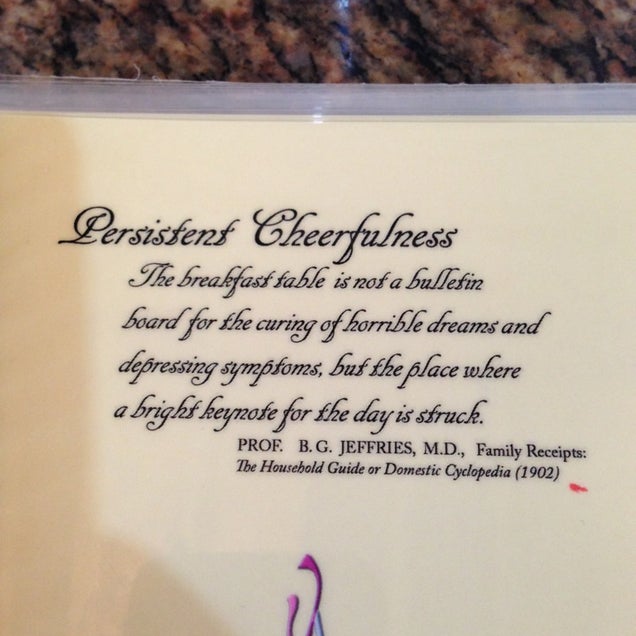 Persistent Cheerfulness
The breakfast table is not a bulletin
board for the curing of horrible dreams and
depressing symptoms, but the place where
a bright keynote for the day is struck.
PROF. B. G. JEFFRIES, M.D., Family Receipts:
The Household Guide or Domestic Cyclopedia (1902)